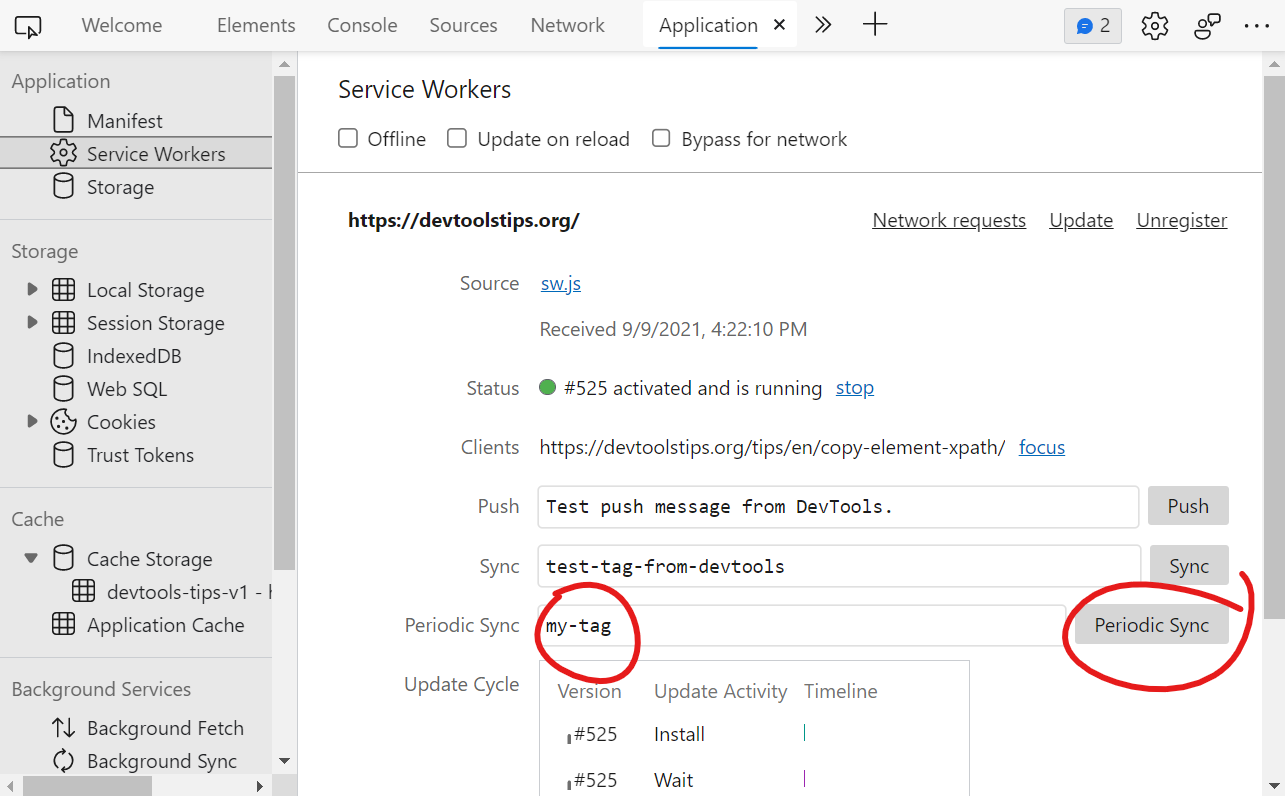 Welcome Elements Console Sources Network Application × » + 2 ...
Application
Manifest
Service Workers
Storage
Storage
Local Storage
Session Storage
IndexedDB
Web SQL
Cookies
Trust Tokens
Cache
Cache Storage
devtools-tips-v1 -
Application Cache
Background Services
Background Fetch
Background Sync
Service Workers
Offline Update on reload Bypass for network
https://devtoolstips.org/ Network requests Update Unregister
Source sw.js
Received 9/9/2021, 4:22:10 PM
Status #525 activated and is running stop
Clients https://devtoolstips.org/tips/en/copy-element-xpath/ focus
Push Test push message from DevTools. Push
Sync test-tag-from-devtools Sync
Periodic Sync my-tag Periodic Sync
Update Cycle Version Update Activity Timeline
#525 Install
#525 Wait